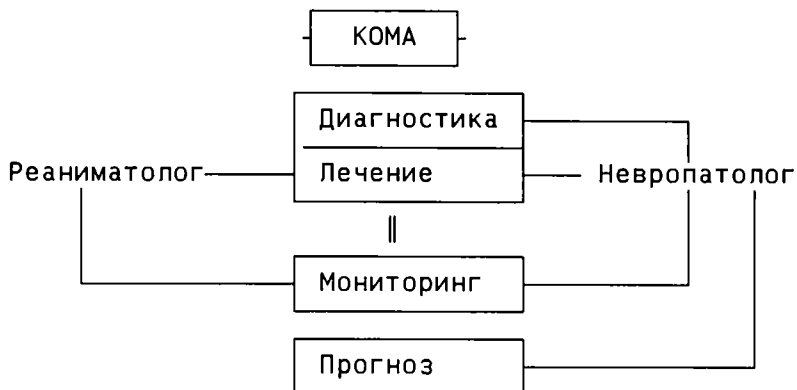 КОМА
Диагностика
Реаниматолог Лечение Невропатолог
Мониторинг
Прогноз